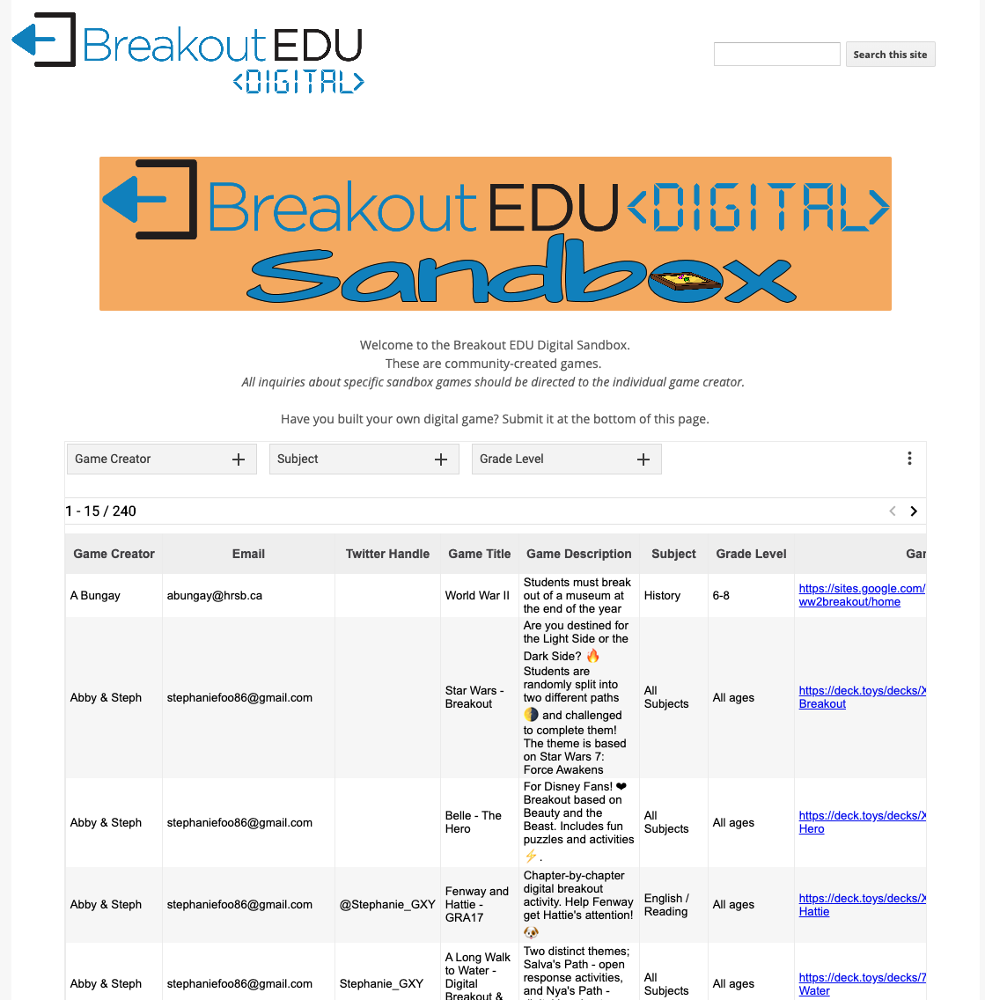 Breakout EDU
<DIGITAL>
Search this site
Breakout EDU <DIGITAL>
Sandbox
Welcome to the Breakout EDU Digital Sandbox.
These are community-created games.
All inquiries about specific sandbox games should be directed to the individual game creator.
Have you built your own digital game? Submit it at the bottom of this page.
Game Creator
Subject
Grade Level
1 - 15 / 240
Game Creator Email Twitter Handle Game Title Game Description Subject Grade Level
A Bungay
abungay@hrsb.ca
World War II
Students must break
out of a museum at
the end of the year
History
6-8
https://sites.google.com/
ww2breakout/home
Abby & Steph
stephaniefoo86@gmail.com
Star Wars -
Breakout
Are you destined for
the Light Side or the
Dark Side? 🔥
Students are
randomly split into
two different paths
🌗 and challenged
to complete them!
The theme is based
on Star Wars 7:
Force Awakens
All
Subjects
All ages
https://deck.toys/decks/X
Breakout
Abby & Steph
stephaniefoo86@gmail.com
Belle - The
Hero
For Disney Fans! ❤
Breakout based on
Beauty and the
Beast. Includes fun
puzzles and activities
⚡.
All
Subjects
All ages
https://deck.toys/decks/X
Hero
Abby & Steph
stephaniefoo86@gmail.com
@Stephanie_GXY
Fenway and
Hattie -
GRA17
Chapter-by-chapter
digital breakout
activity. Help Fenway
get Hattie's attention!
🐶
English /
Reading
All ages
https://deck.toys/decks/X
Hattie
Abby & Steph
stephaniefoo86@gmail.com
Stephanie_GXY
A Long Walk
to Water -
Digital
Breakout &
Two distinct themes;
Salva's Path - open
response activities,
and Nya's Path -
All
Subjects
All ages
https://deck.toys/decks/7
Water